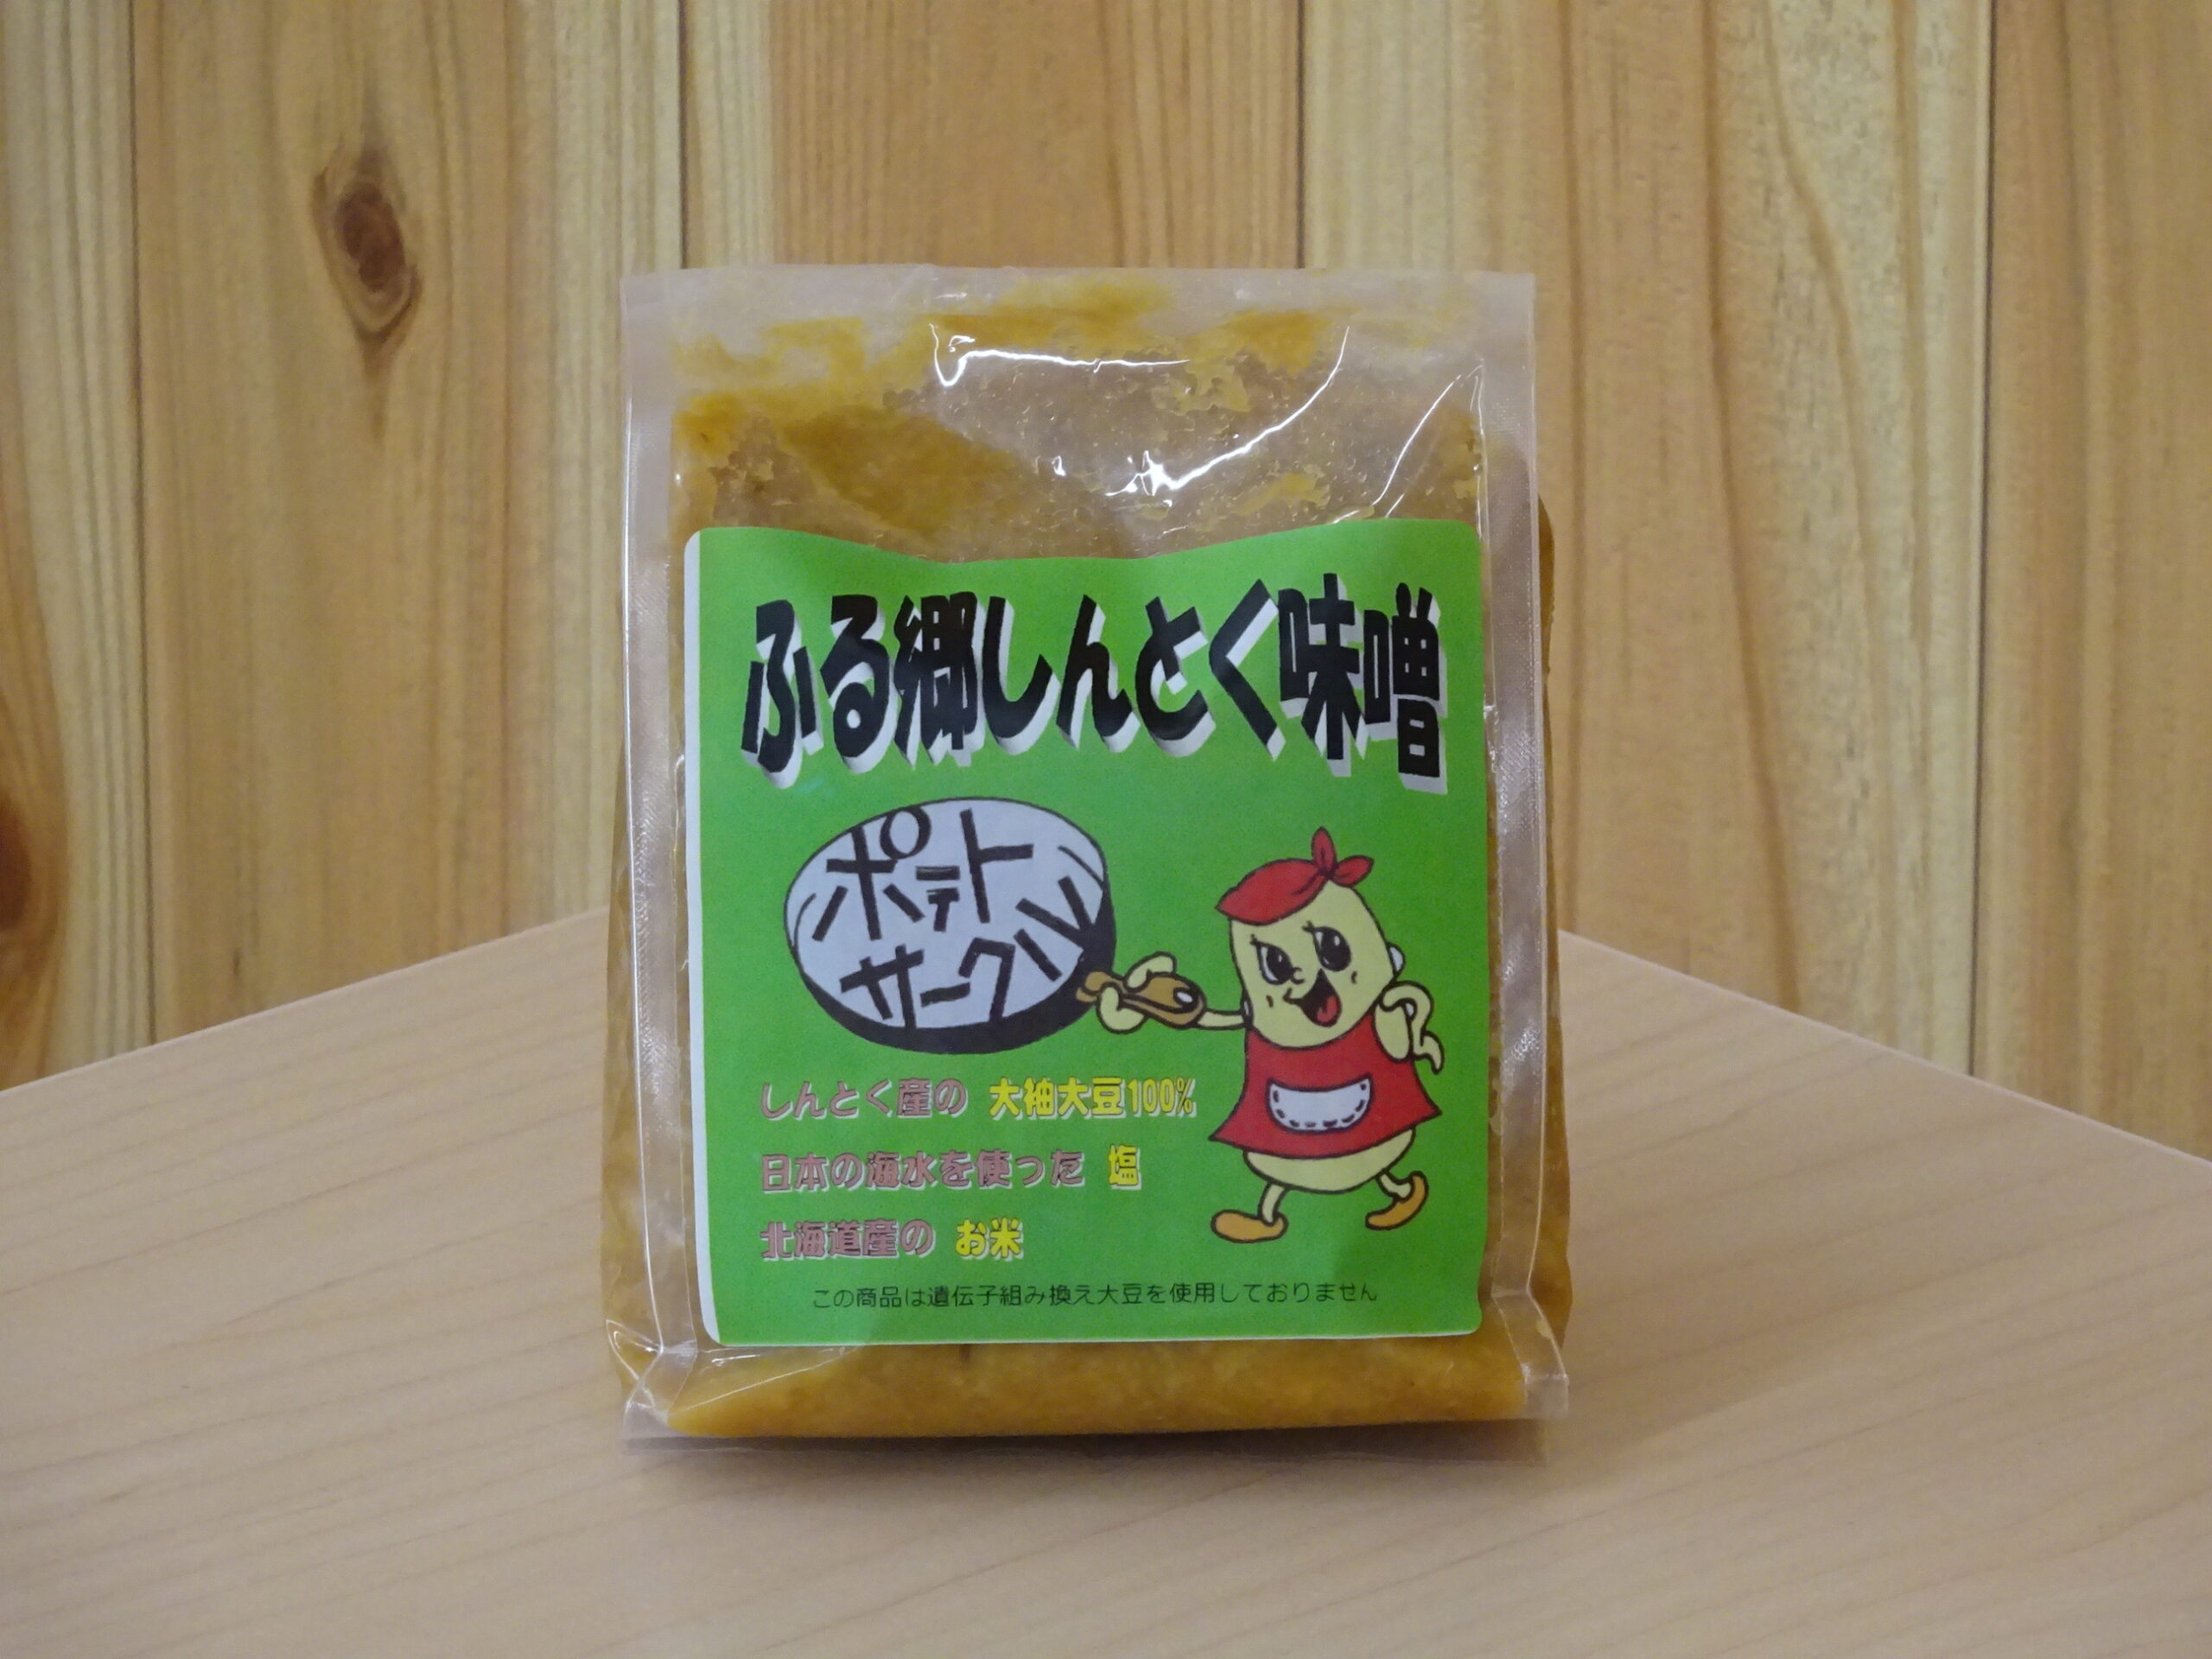 ふる郷しんとく味噌
ポテト
サークル
しんとく産の 大袖大豆100%
日本の海水を使った 塩
北海道産の お米
この商品は遺伝子組み換え大豆を使用しておりません